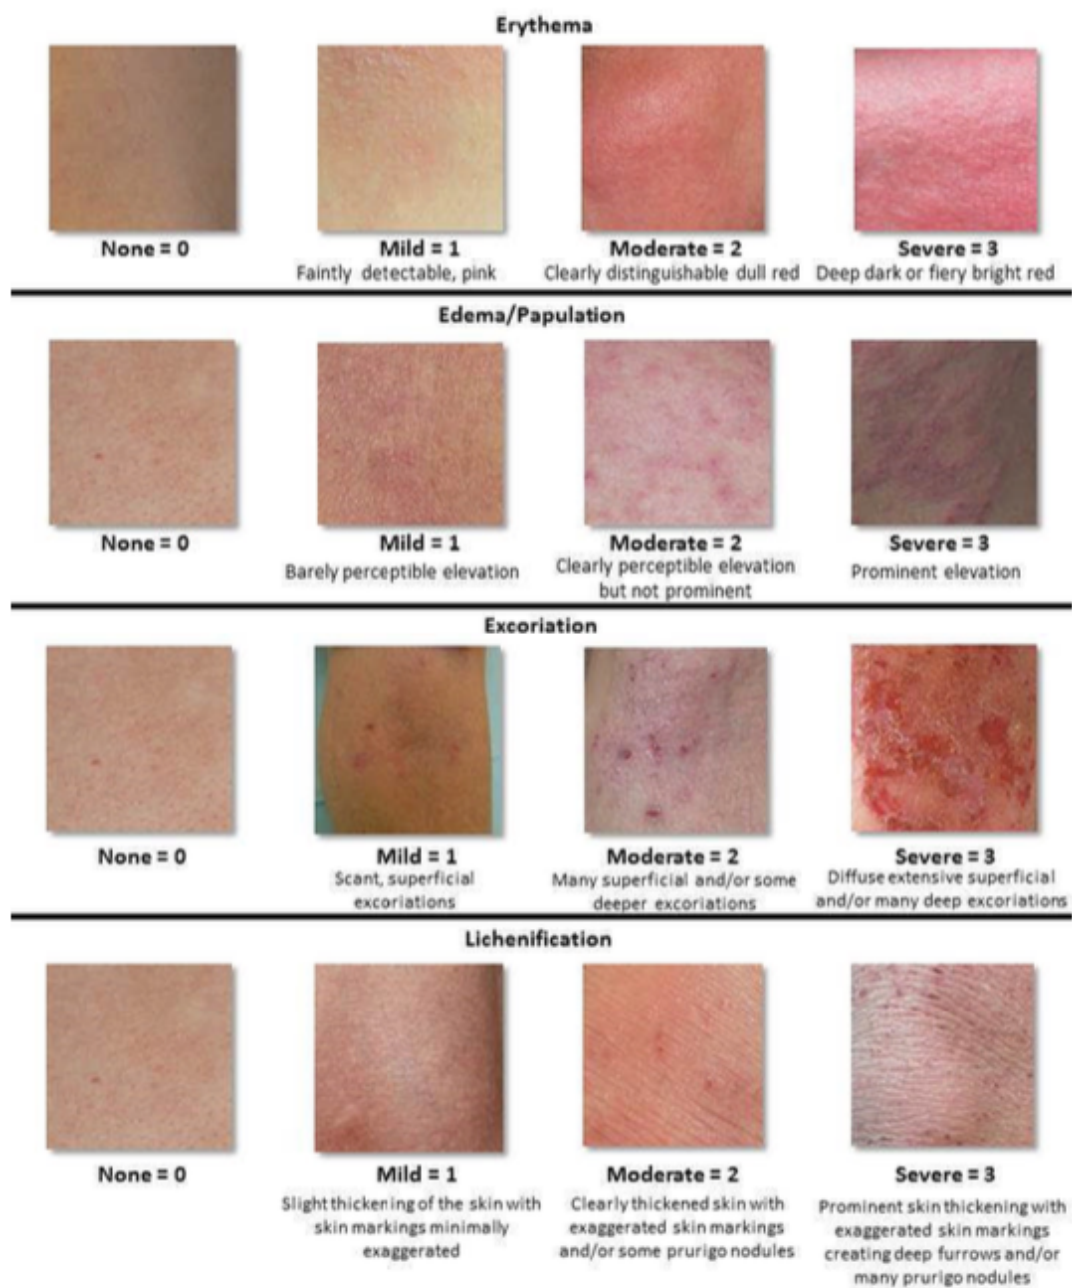 Erythema
None = 0
Mild = 1
Moderate = 2
Severe = 3
Faintly detectable, pink
Clearly distinguishable dull red
Deep dark or fiery bright red
Edema/Papulation
None = 0
Mild = 1
Moderate = 2
Severe = 3
Barely perceptible elevation
Clearly perceptible elevation
but not prominent
Prominent elevation
Excoriation
None = 0
Mild = 1
Moderate = 2
Severe = 3
Scant, superficial
excoriations
Many superficial and/or some
deeper excoriations
Diffuse extensive superficial
and/or many deep excoriations
Lichenification
None = 0
Mild = 1
Moderate = 2
Severe = 3
Slight thickening of the skin with
skin markings minimally
exaggerated
Clearly thickened skin with
exaggerated skin markings
and/or some prurigo nodules
Prominent skin thickening with
exaggerated skin markings
creating deep furrows and/or
many prurigo nodules